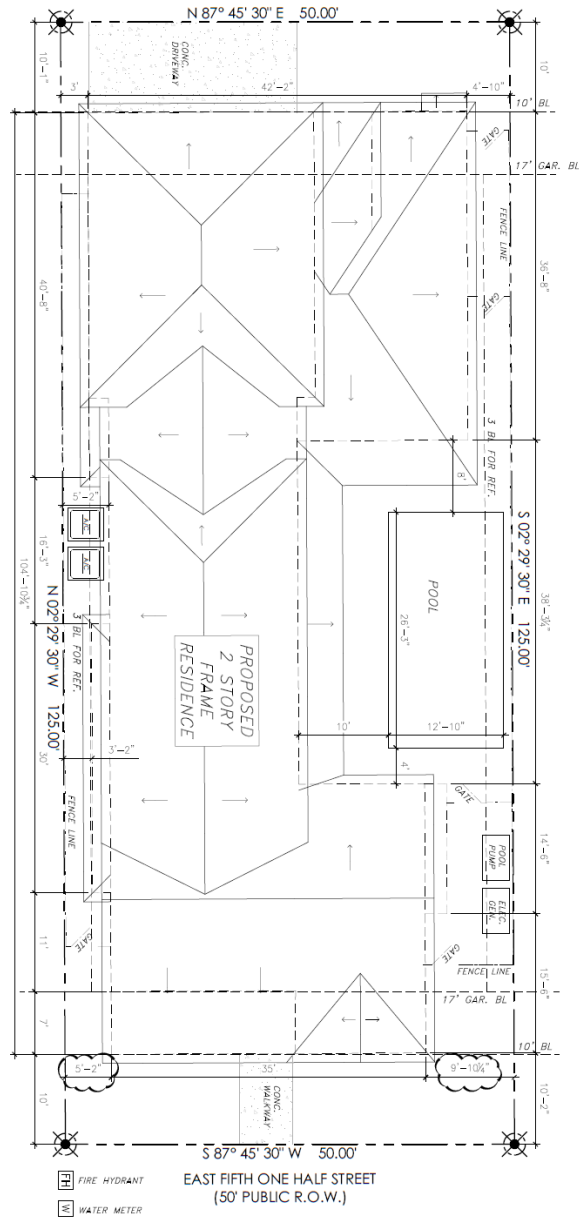 N 87° 45' 30" E 50.00'
10'-1"
CONC.
DRIVEWAY
10'
3'
42'-2"
4'-10"
10' BL
GATE
17' GAR. BL
FENCE LINE
40'-8"
36'-8"
GATE
3' BL FOR REF.
8'
5'-2"
A/C
A/C
16'-3"
104'-10¾"
N 02° 29' 30" W 125.00'
3' BL FOR REF.
POOL
26'-3"
S 02° 29' 30" E 125.00'
38'-3¾"
PROPOSED
2 STORY
FRAME
RESIDENCE
10'
12'-10"
3'-2"
30'
4'
FENCE LINE
GATE
14'-6"
POOL
PUMP
ELEC.
GEN.
11'
GATE
GATE
FENCE LINE
15'-6"
17' GAR. BL
7'
10' BL
5'-2"
35'
9'-10¼"
10'
CONC.
WALKWAY
10'-2"
S 87° 45' 30" W 50.00'
FH FIRE HYDRANT
W WATER METER
EAST FIFTH ONE HALF STREET
(50' PUBLIC R.O.W.)